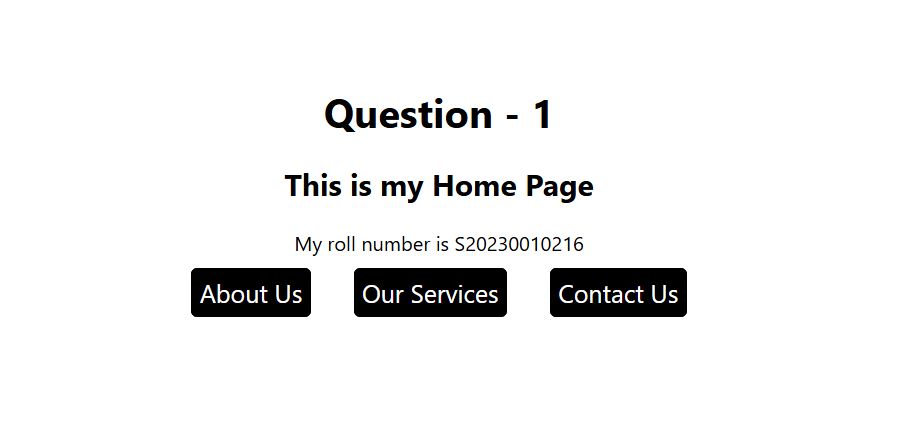 Question - 1
This is my Home Page
My roll number is S20230010216
About Us Our Services Contact Us